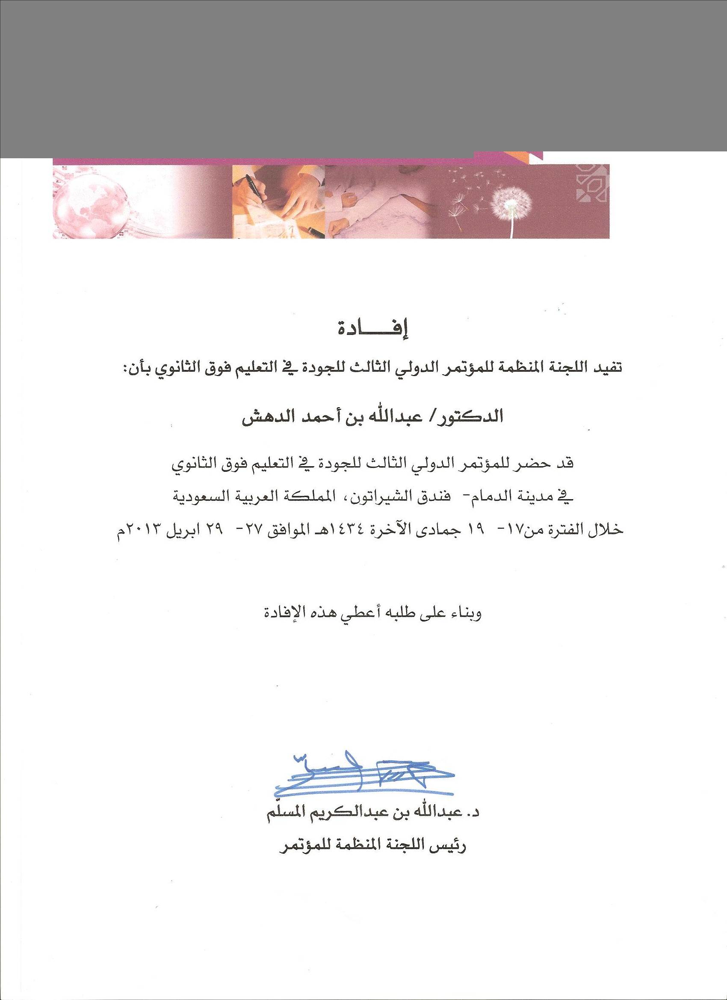 إفــــادة
تفيد اللجنة المنظمة للمؤتمر الدولي الثالث للجودة في التعليم فوق الثانوي بأن:
الدكتور/ عبدالله بن أحمد الدهش
قد حضر للمؤتمر الدولي الثالث للجودة في التعليم فوق الثانوي
في مدينة الدمام- فندق الشيراتون، المملكة العربية السعودية
خلال الفترة من١٧- ١٩ جمادى الآخرة ١٤٣٤هـ الموافق ٢٧- ٢٩ ابريل ٢٠١٣م
وبناء على طلبه أعطي هذه الإفادة
د. عبدالله بن عبدالكريم المسلّم
رئيس اللجنة المنظمة للمؤتمر